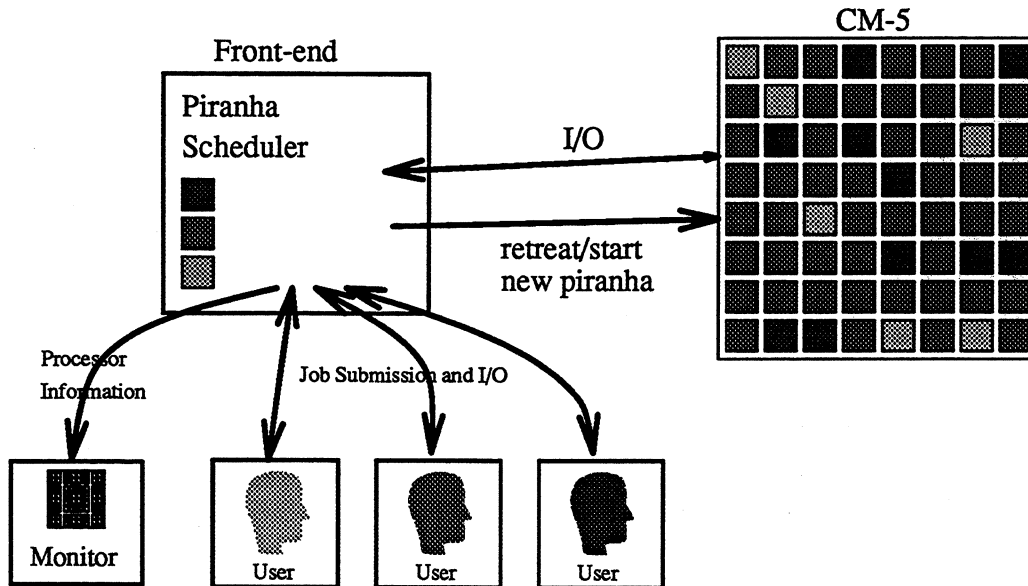 CM-5
Front-end
Piranha
Scheduler
I/O
retreat/start
new piranha
Processor
Information
Job Submission and I/O
Monitor
User
User
User